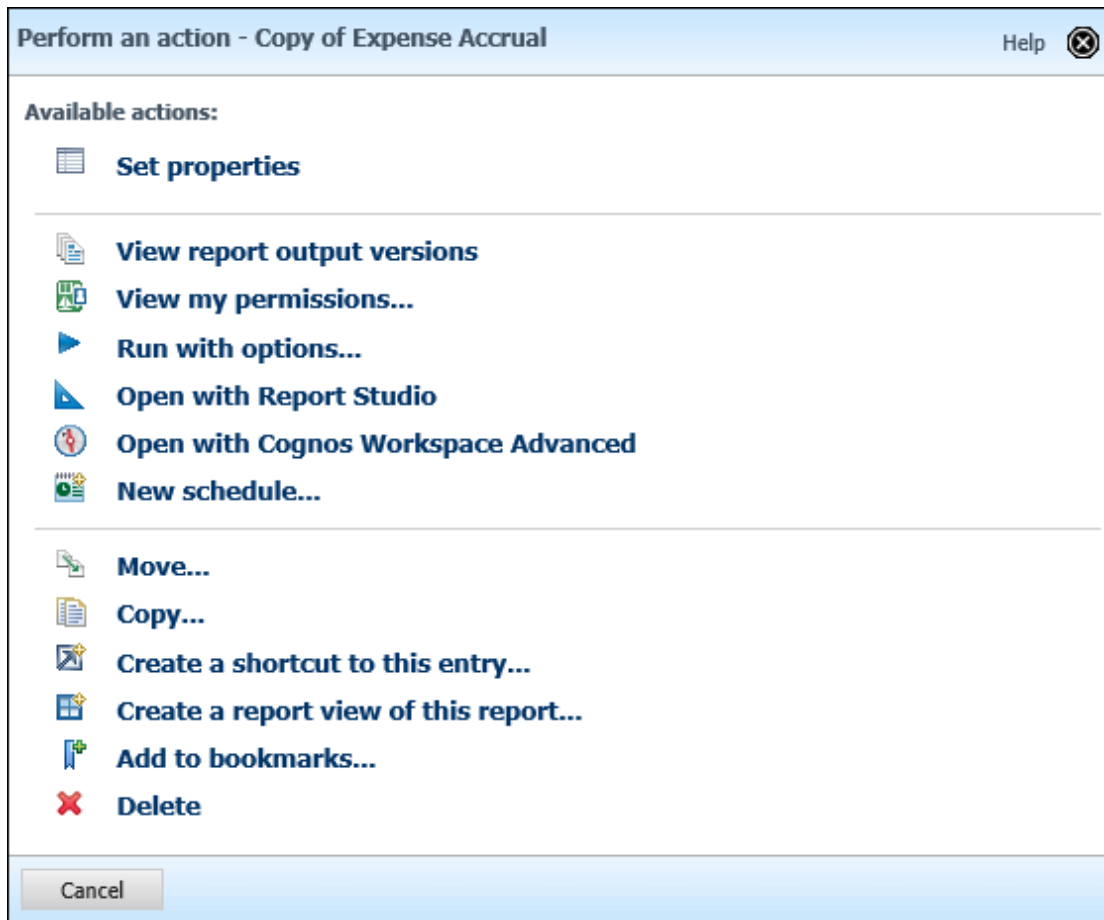 Perform an action - Copy of Expense Accrual
Help
Available actions:
Set properties
View report output versions
View my permissions...
Run with options...
Open with Report Studio
Open with Cognos Workspace Advanced
New schedule...
Move...
Copy...
Create a shortcut to this entry...
Create a report view of this report...
Add to bookmarks...
Delete
Cancel